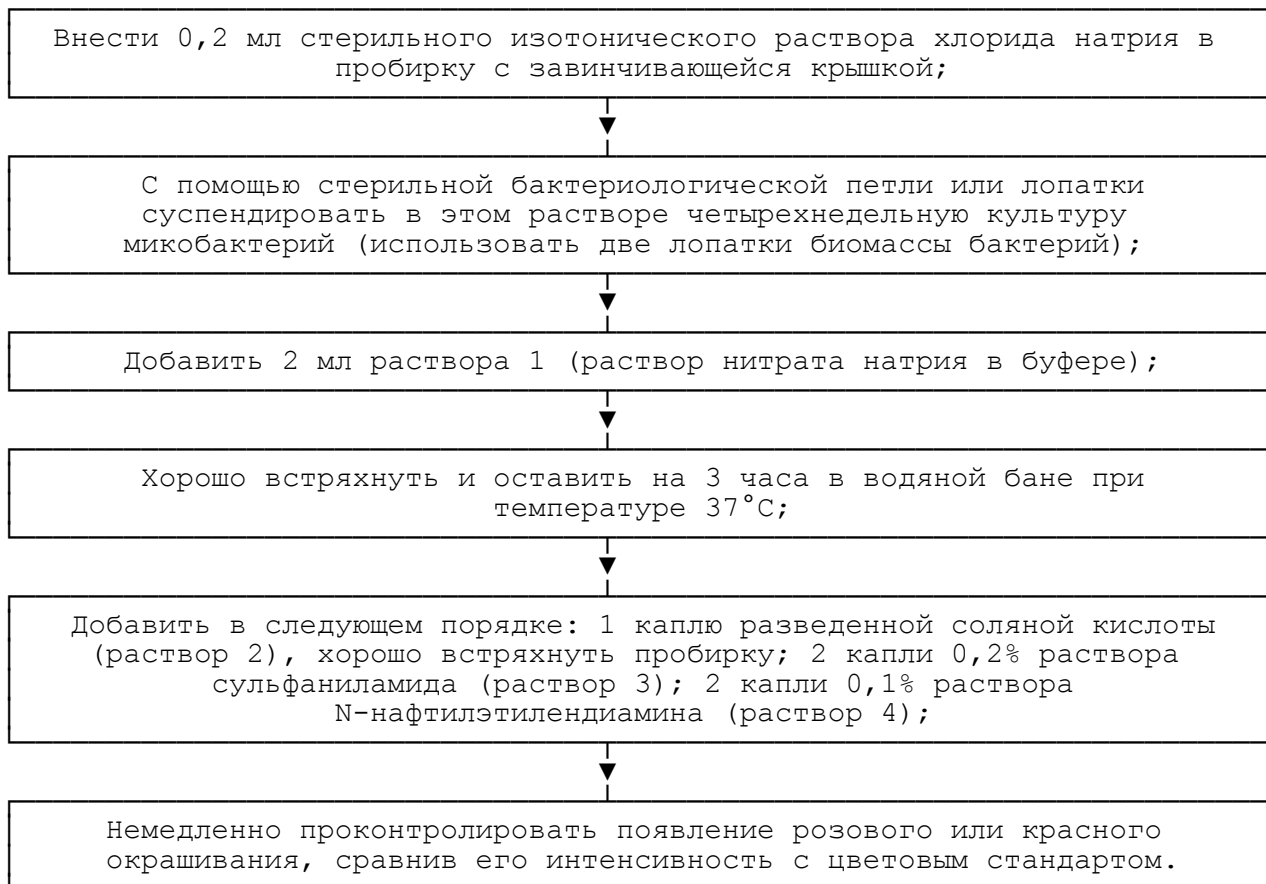 Внести 0,2 мл стерильного изотонического раствора хлорида натрия в
пробирку с завинчивающейся крышкой;
С помощью стерильной бактериологической петли или лопатки
суспендировать в этом растворе четырехнедельную культуру
микобактерий (использовать две лопатки биомассы бактерий);
Добавить 2 мл раствора 1 (раствор нитрата натрия в буфере);
Хорошо встряхнуть и оставить на 3 часа в водяной бане при
температуре 37°C;
Добавить в следующем порядке: 1 каплю разведенной соляной кислоты
(раствор 2), хорошо встряхнуть пробирку; 2 капли 0,2% раствора
сульфаниламида (раствор 3); 2 капли 0,1% раствора
N-нафтилэтилендиамина (раствор 4);
Немедленно проконтролировать появление розового или красного
окрашивания, сравнив его интенсивность с цветовым стандартом.